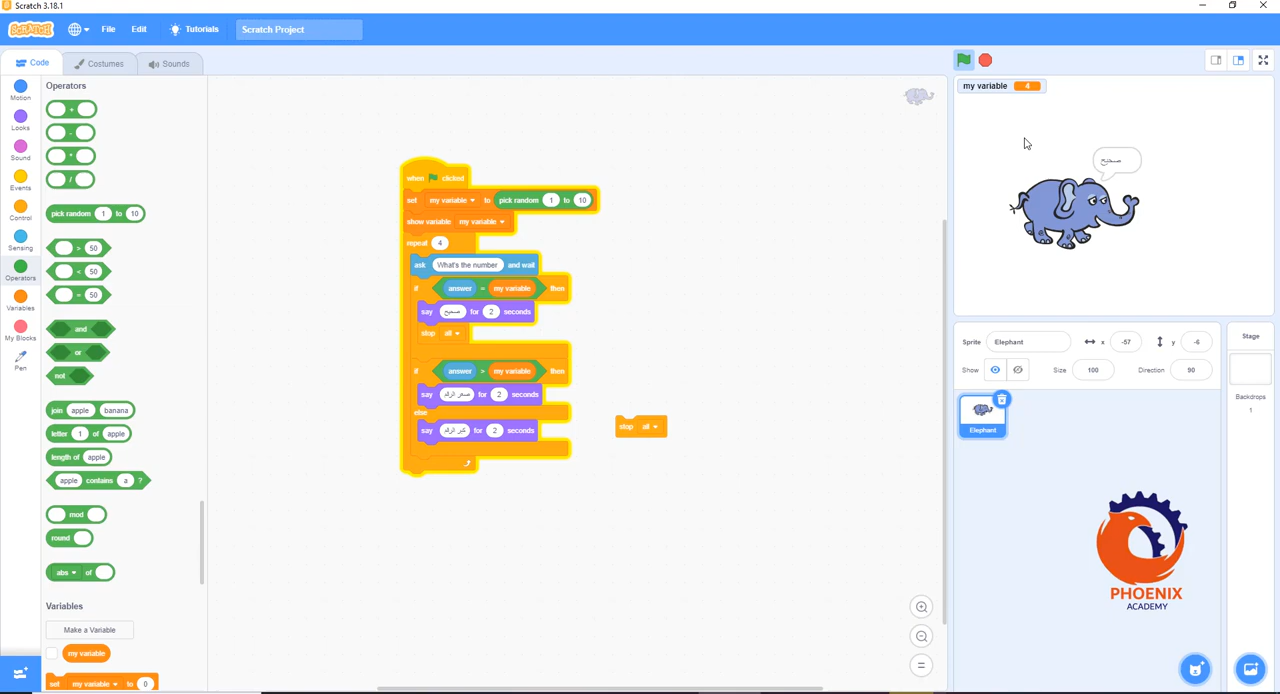 Scratch 3.18.1
SCRATCH File Edit Tutorials Scratch Project
Code Costumes Sounds
Motion
Looks
Sound
Events
Control
Sensing
Operators
Variables
My Blocks
Pen
Operators
+
-
*
/
pick random 1 to 10
> 50
< 50
= 50
and
or
not
join apple banana
letter 1 of apple
length of apple
apple contains a ?
mod
round
abs of
Variables
Make a Variable
my variable
set my variable to 0
when clicked
set my variable to pick random 1 to 10
show variable my variable
repeat 4
ask What's the number and wait
if answer = my variable then
say صحيح for 2 seconds
stop all
if answer > my variable then
say صغر الرقم for 2 seconds
else
say كبر الرقم for 2 seconds
stop all
my variable 4
صحيح
Sprite Elephant x -57 y -6
Show Size 100 Direction 90
Elephant
Stage
Backdrops
1
PHOENIX
ACADEMY